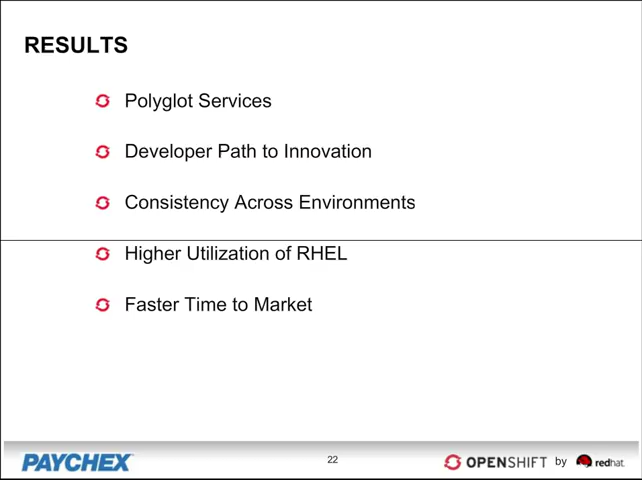 RESULTS
Polyglot Services
Developer Path to Innovation
Consistency Across Environments
Higher Utilization of RHEL
Faster Time to Market
PAYCHEX
22
OPENSHIFT by redhat.